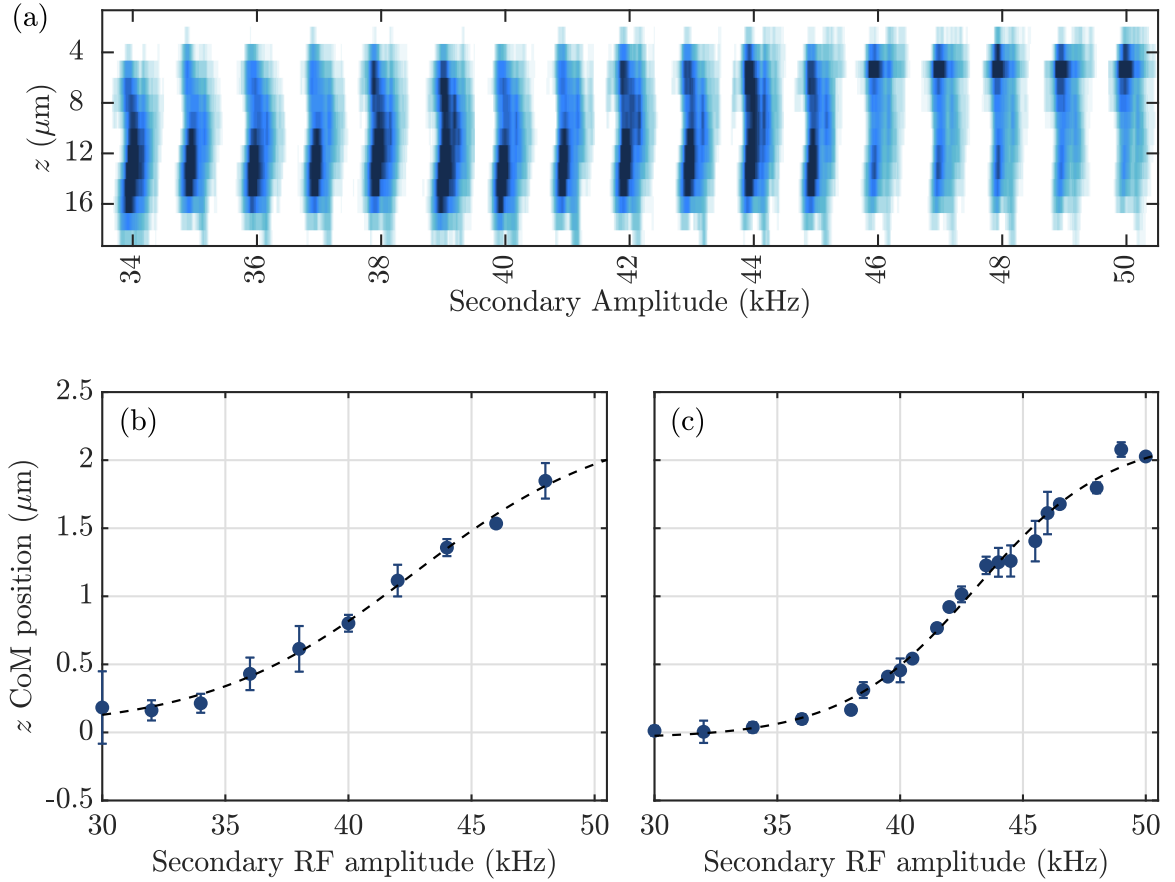 (a)
4
8
12
16
z (μm)
34 36 38 40 42 44 46 48 50
Secondary Amplitude (kHz)
(b)
2.5
2
1.5
1
0.5
0
-0.5
z CoM position (μm)
30 35 40 45 50
Secondary RF amplitude (kHz)
(c)
30 35 40 45 50
Secondary RF amplitude (kHz)